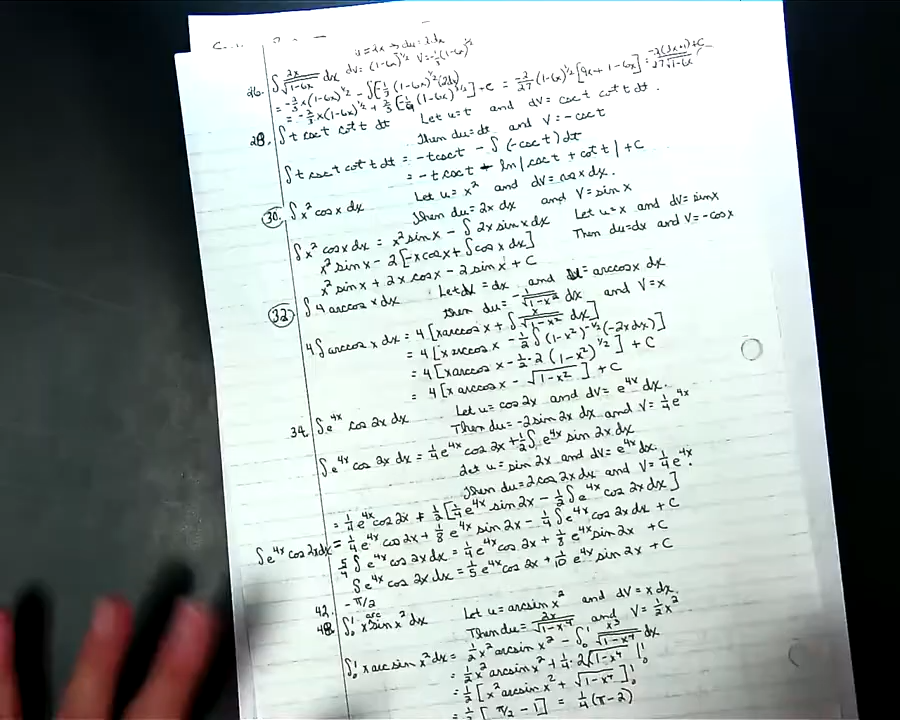 u = 2x → du = 2dx
26. ∫ 2x/√(1-6x) dx  dV = (1-6x)^(1/2)  V = -1/3 (1-6x)^(1/2)
= -2/3 x(1-6x)^(1/2) - ∫[1/3 (1-6x)^(1/2) (2dx)
= -2/3 x(1-6x)^(1/2) + 2/3 [-1/9 (1-6x)^(3/2)] + C = -2/27 (1-6x)^(1/2) [9x + 1-6x] = -2(3x+1)/√(1-6x) + C
28. ∫ t csc t cot t dt  Let u = t and dV = csc t cot t dt.
Then du = dt and V = -csc t
∫ t csc t cot t dt = -t csc t - ∫ (-csc t) dt
= -t csc t - ln|csc t + cot t| + C
30. ∫ x² cos x dx  Let u = x² and dV = cos x dx.
Then du = 2x dx and V = sin x
∫ x² cos x dx = x² sin x - ∫ 2x sin x dx  Let u = x and dV = sin x
x² sin x - 2[-x cos x + ∫ cos x dx]  Then du = dx and V = -cos x
x² sin x + 2x cos x - 2 sin x + C
32. ∫ 4 arccos x dx  Let dV = dx and u = arccos x dx
then du = -1/√(1-x²) dx and V = x
4∫ arccos x dx = 4[x arccos x + ∫ x/√(1-x²) dx]
= 4[x arccos x - 1/2 ∫ (1-x²)^(-1/2) (-2x dx)]
= 4[x arccos x - 1/2 · 2 (1-x²)^(1/2)] + C
= 4[x arccos x - √(1-x²)] + C
34. ∫ e^(4x) cos 2x dx  Let u = cos 2x and dV = e^(4x) dx.
Then du = -2 sin 2x dx and V = 1/4 e^(4x)
∫ e^(4x) cos 2x dx = 1/4 e^(4x) cos 2x + 1/2 ∫ e^(4x) sin 2x dx
Let u = sin 2x and dV = e^(4x) dx.
Then du = 2 cos 2x dx and V = 1/4 e^(4x).
= 1/4 e^(4x) cos 2x + 1/2 [1/4 e^(4x) sin 2x - 1/2 ∫ e^(4x) cos 2x dx]
∫ e^(4x) cos 2x dx = 1/4 e^(4x) cos 2x + 1/8 e^(4x) sin 2x - 1/4 ∫ e^(4x) cos 2x dx + C
5/4 ∫ e^(4x) cos 2x dx = 1/4 e^(4x) cos 2x + 1/8 e^(4x) sin 2x + C
∫ e^(4x) cos 2x dx = 1/5 e^(4x) cos 2x + 1/10 e^(4x) sin 2x + C
42. -π/2
48. ∫₀¹ x arcsin x² dx  Let u = arcsin x² and dV = x dx
Then du = 2x/√(1-x⁴) and V = 1/2 x²
∫₀¹ x arcsin x² dx = 1/2 x² arcsin x² - ∫₀¹ x³/√(1-x⁴) dx
= 1/2 x² arcsin x² + 1/4 · 2√(1-x⁴) |₀¹
= 1/2 [x² arcsin x² + √(1-x⁴)]₀¹
= 1/2 [π/2 - 1] = 1/4 (π-2)